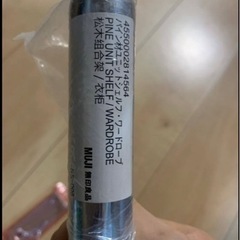 4550002814564
パイン材ユニットシェルフ・ワードローブ
PINE UNIT SHELF / WARDROBE
松木组合架 / 衣柜
MUJI 無印良品